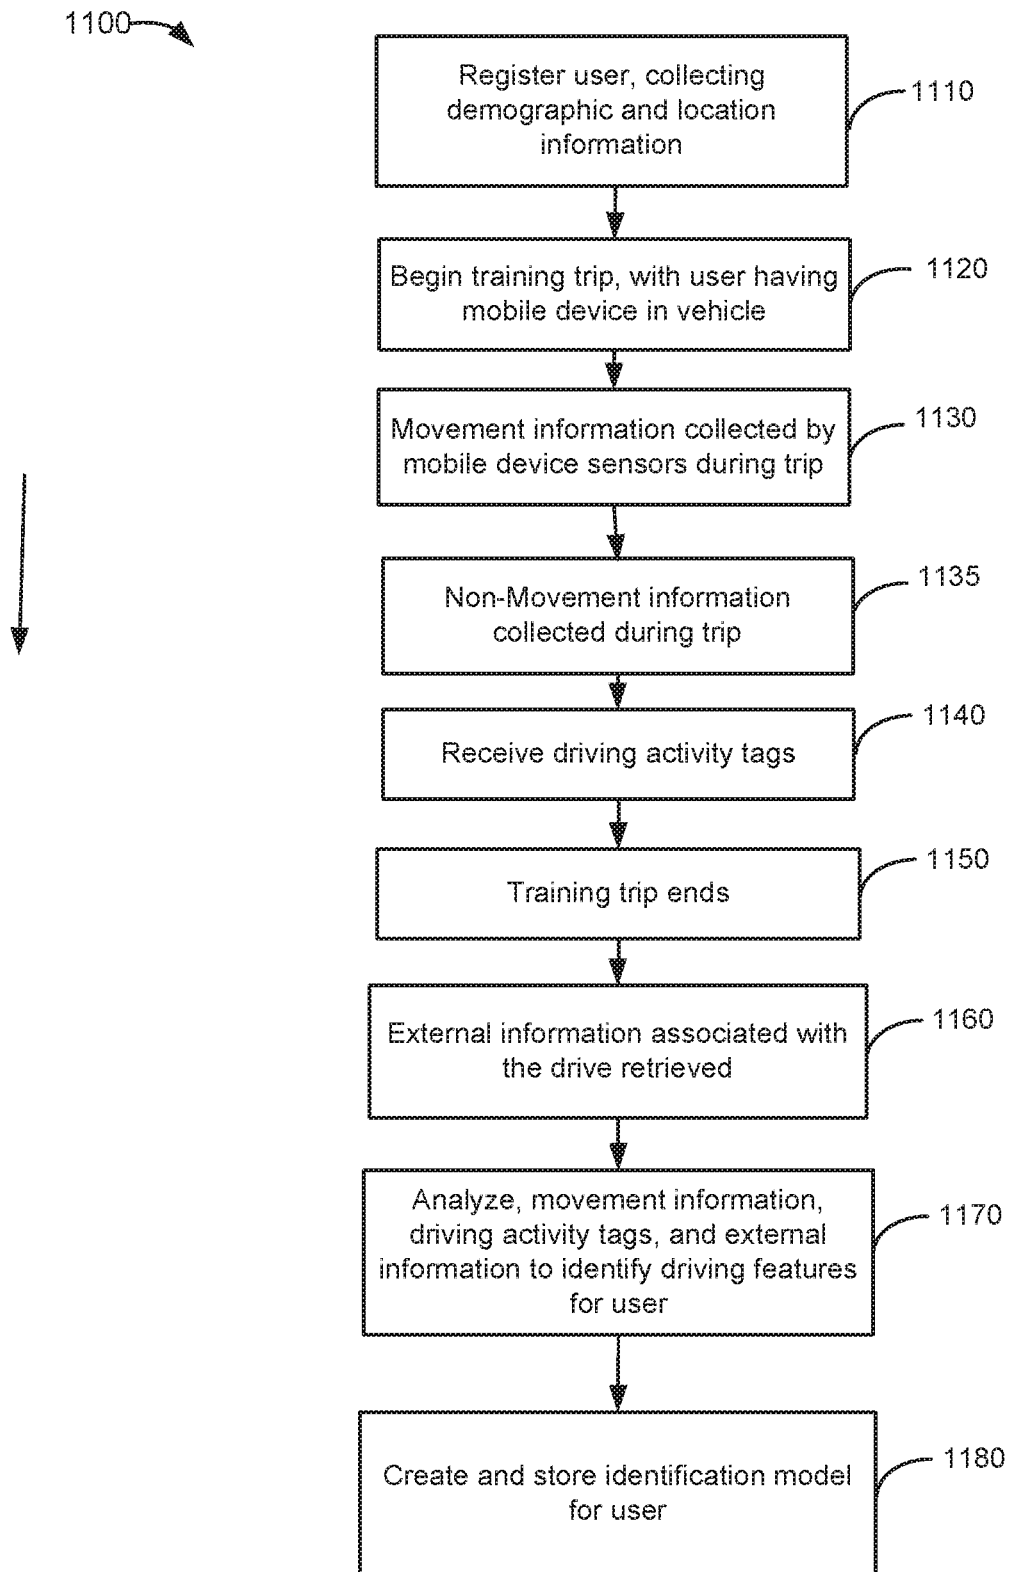 1100
Register user, collecting
demographic and location
information
1110
Begin training trip, with user having
mobile device in vehicle
1120
Movement information collected by
mobile device sensors during trip
1130
Non-Movement information
collected during trip
1135
Receive driving activity tags
1140
Training trip ends
1150
External information associated with
the drive retrieved
1160
Analyze, movement information,
driving activity tags, and external
information to identify driving features
for user
1170
Create and store identification model
for user
1180